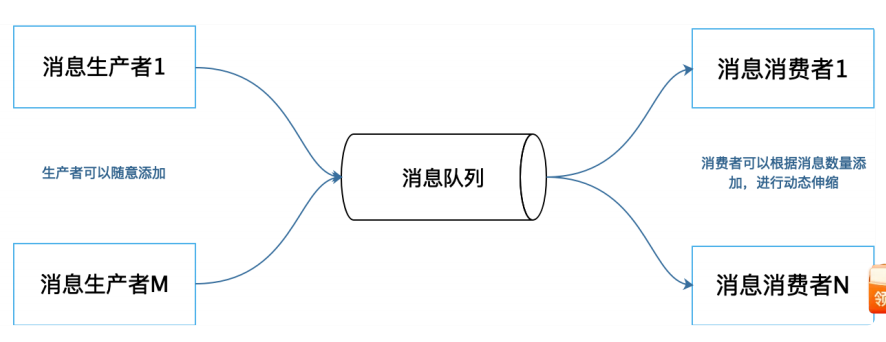 消息生产者1
消息消费者1
生产者可以随意添加
消息队列
消费者可以根据消息数量添
加，进行动态伸缩
消息生产者M
消息消费者N
领